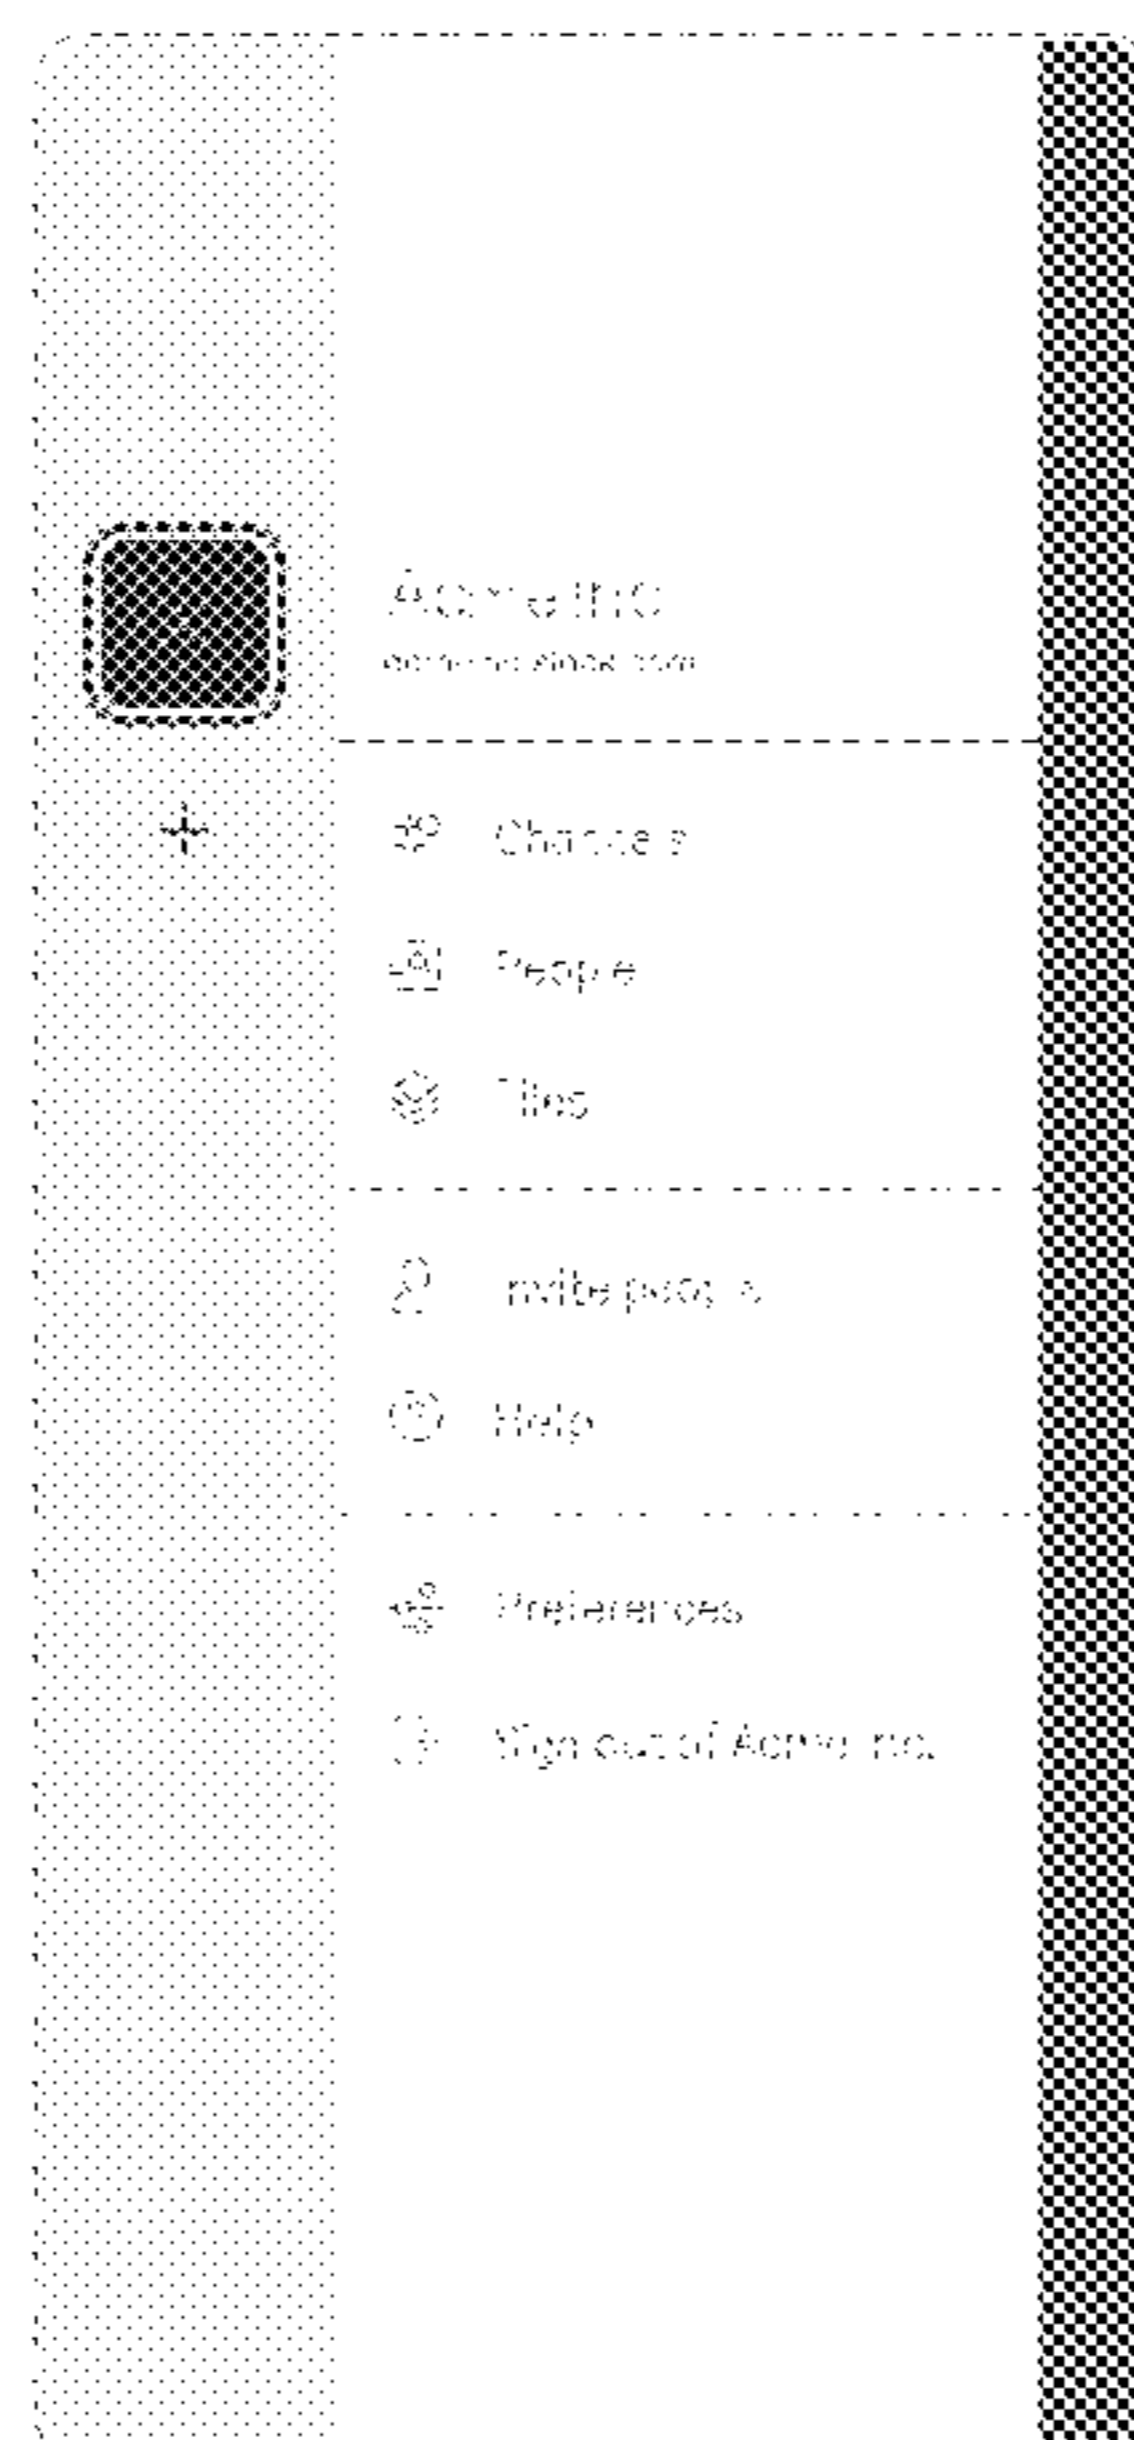 Acme Inc
Channels
People
Files
Invite people
Help
Preferences
Sign out of Acme Inc.